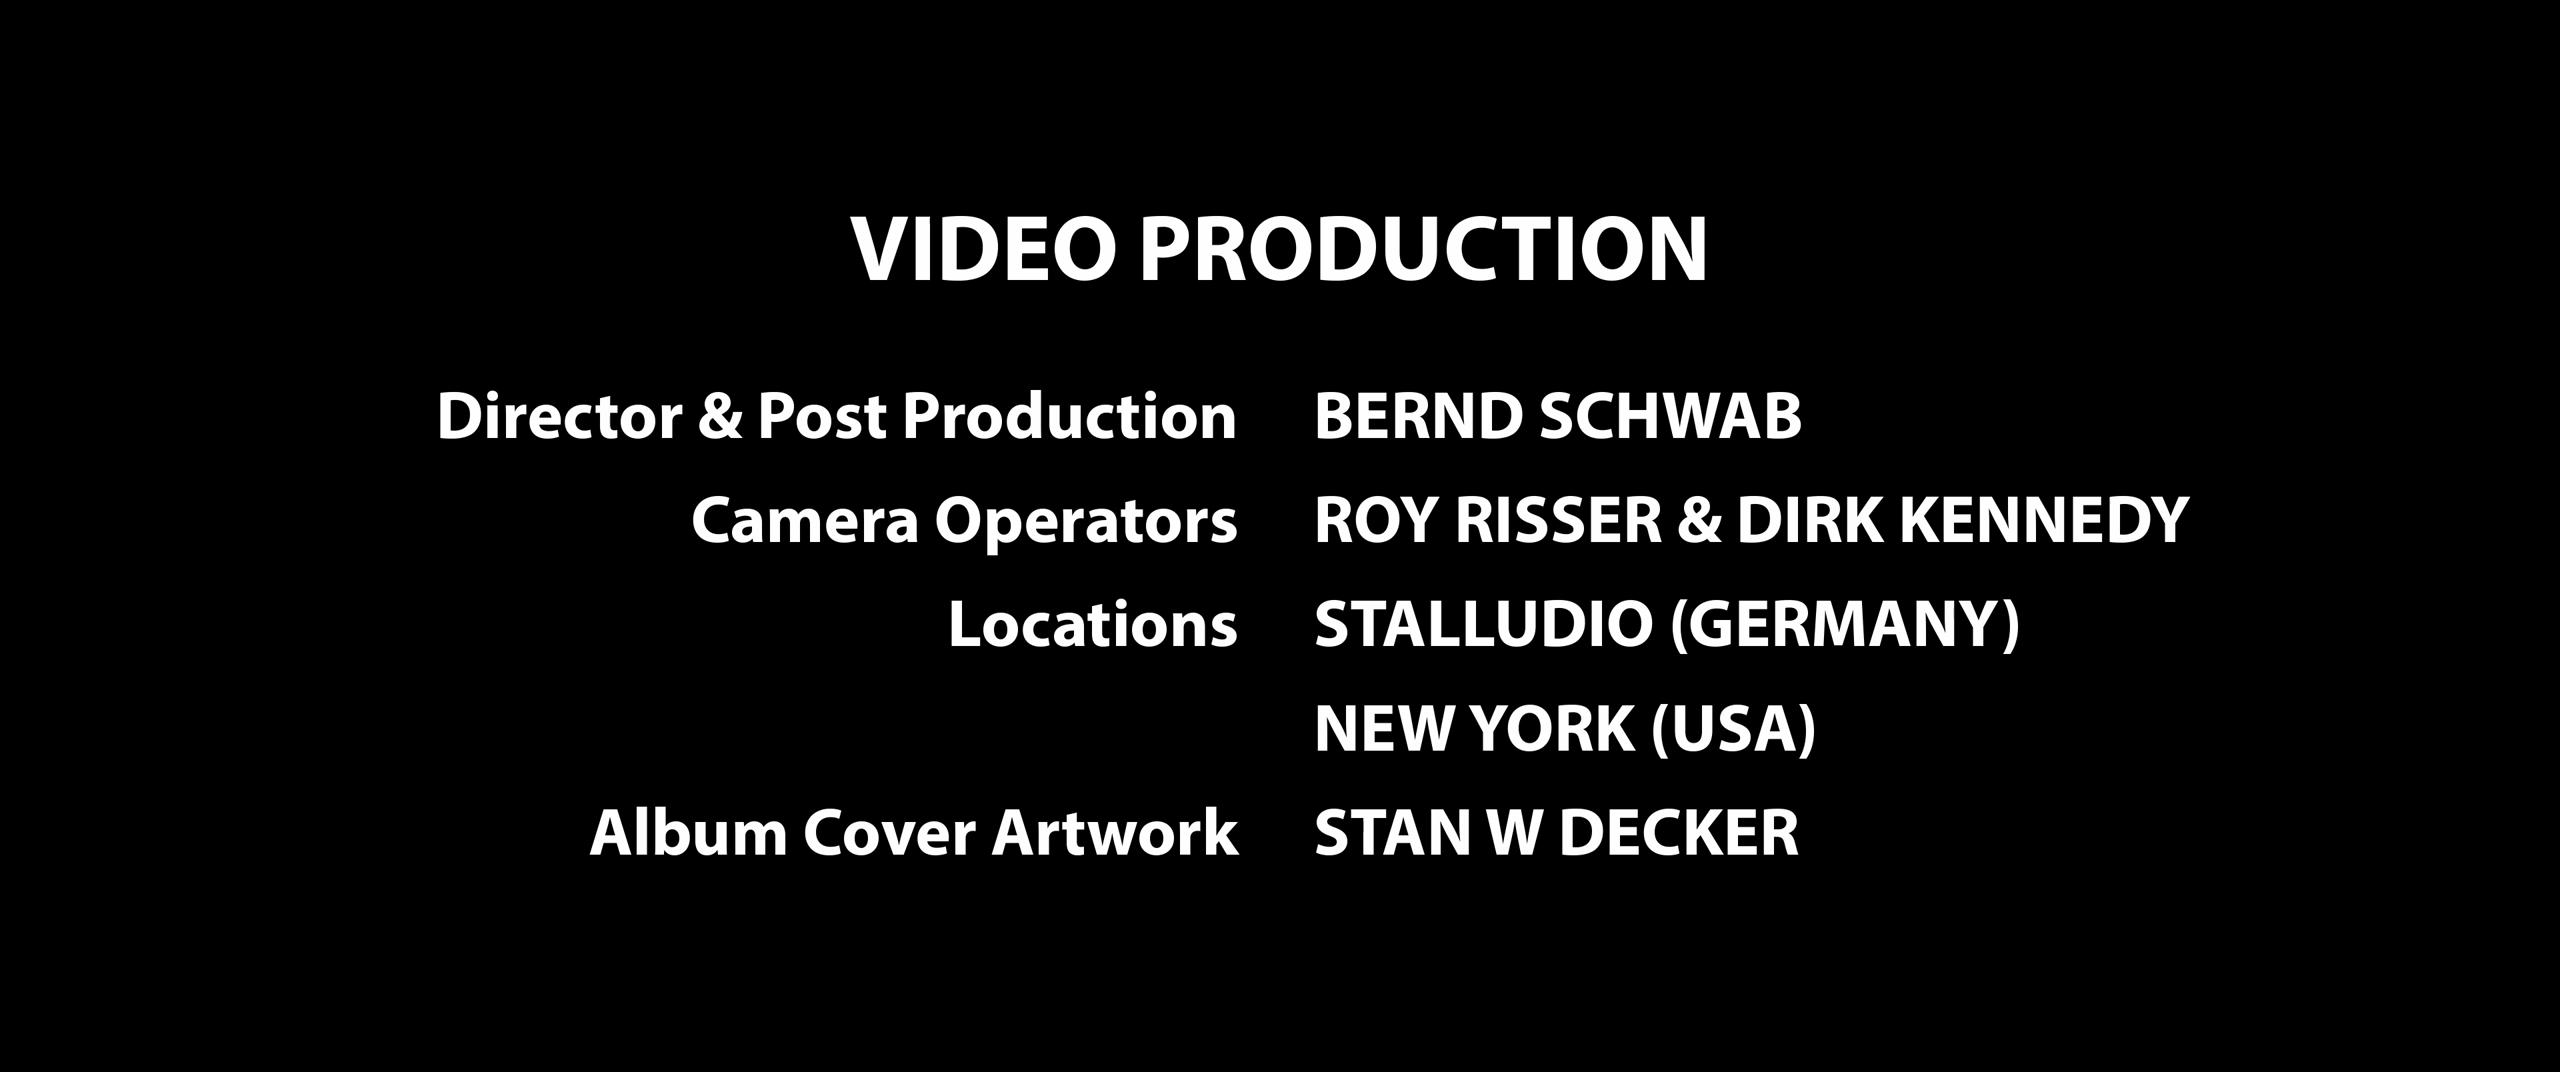 VIDEO PRODUCTION
Director & Post Production BERND SCHWAB
Camera Operators ROY RISSER & DIRK KENNEDY
Locations STALLUDIO (GERMANY)
NEW YORK (USA)
Album Cover Artwork STAN W DECKER